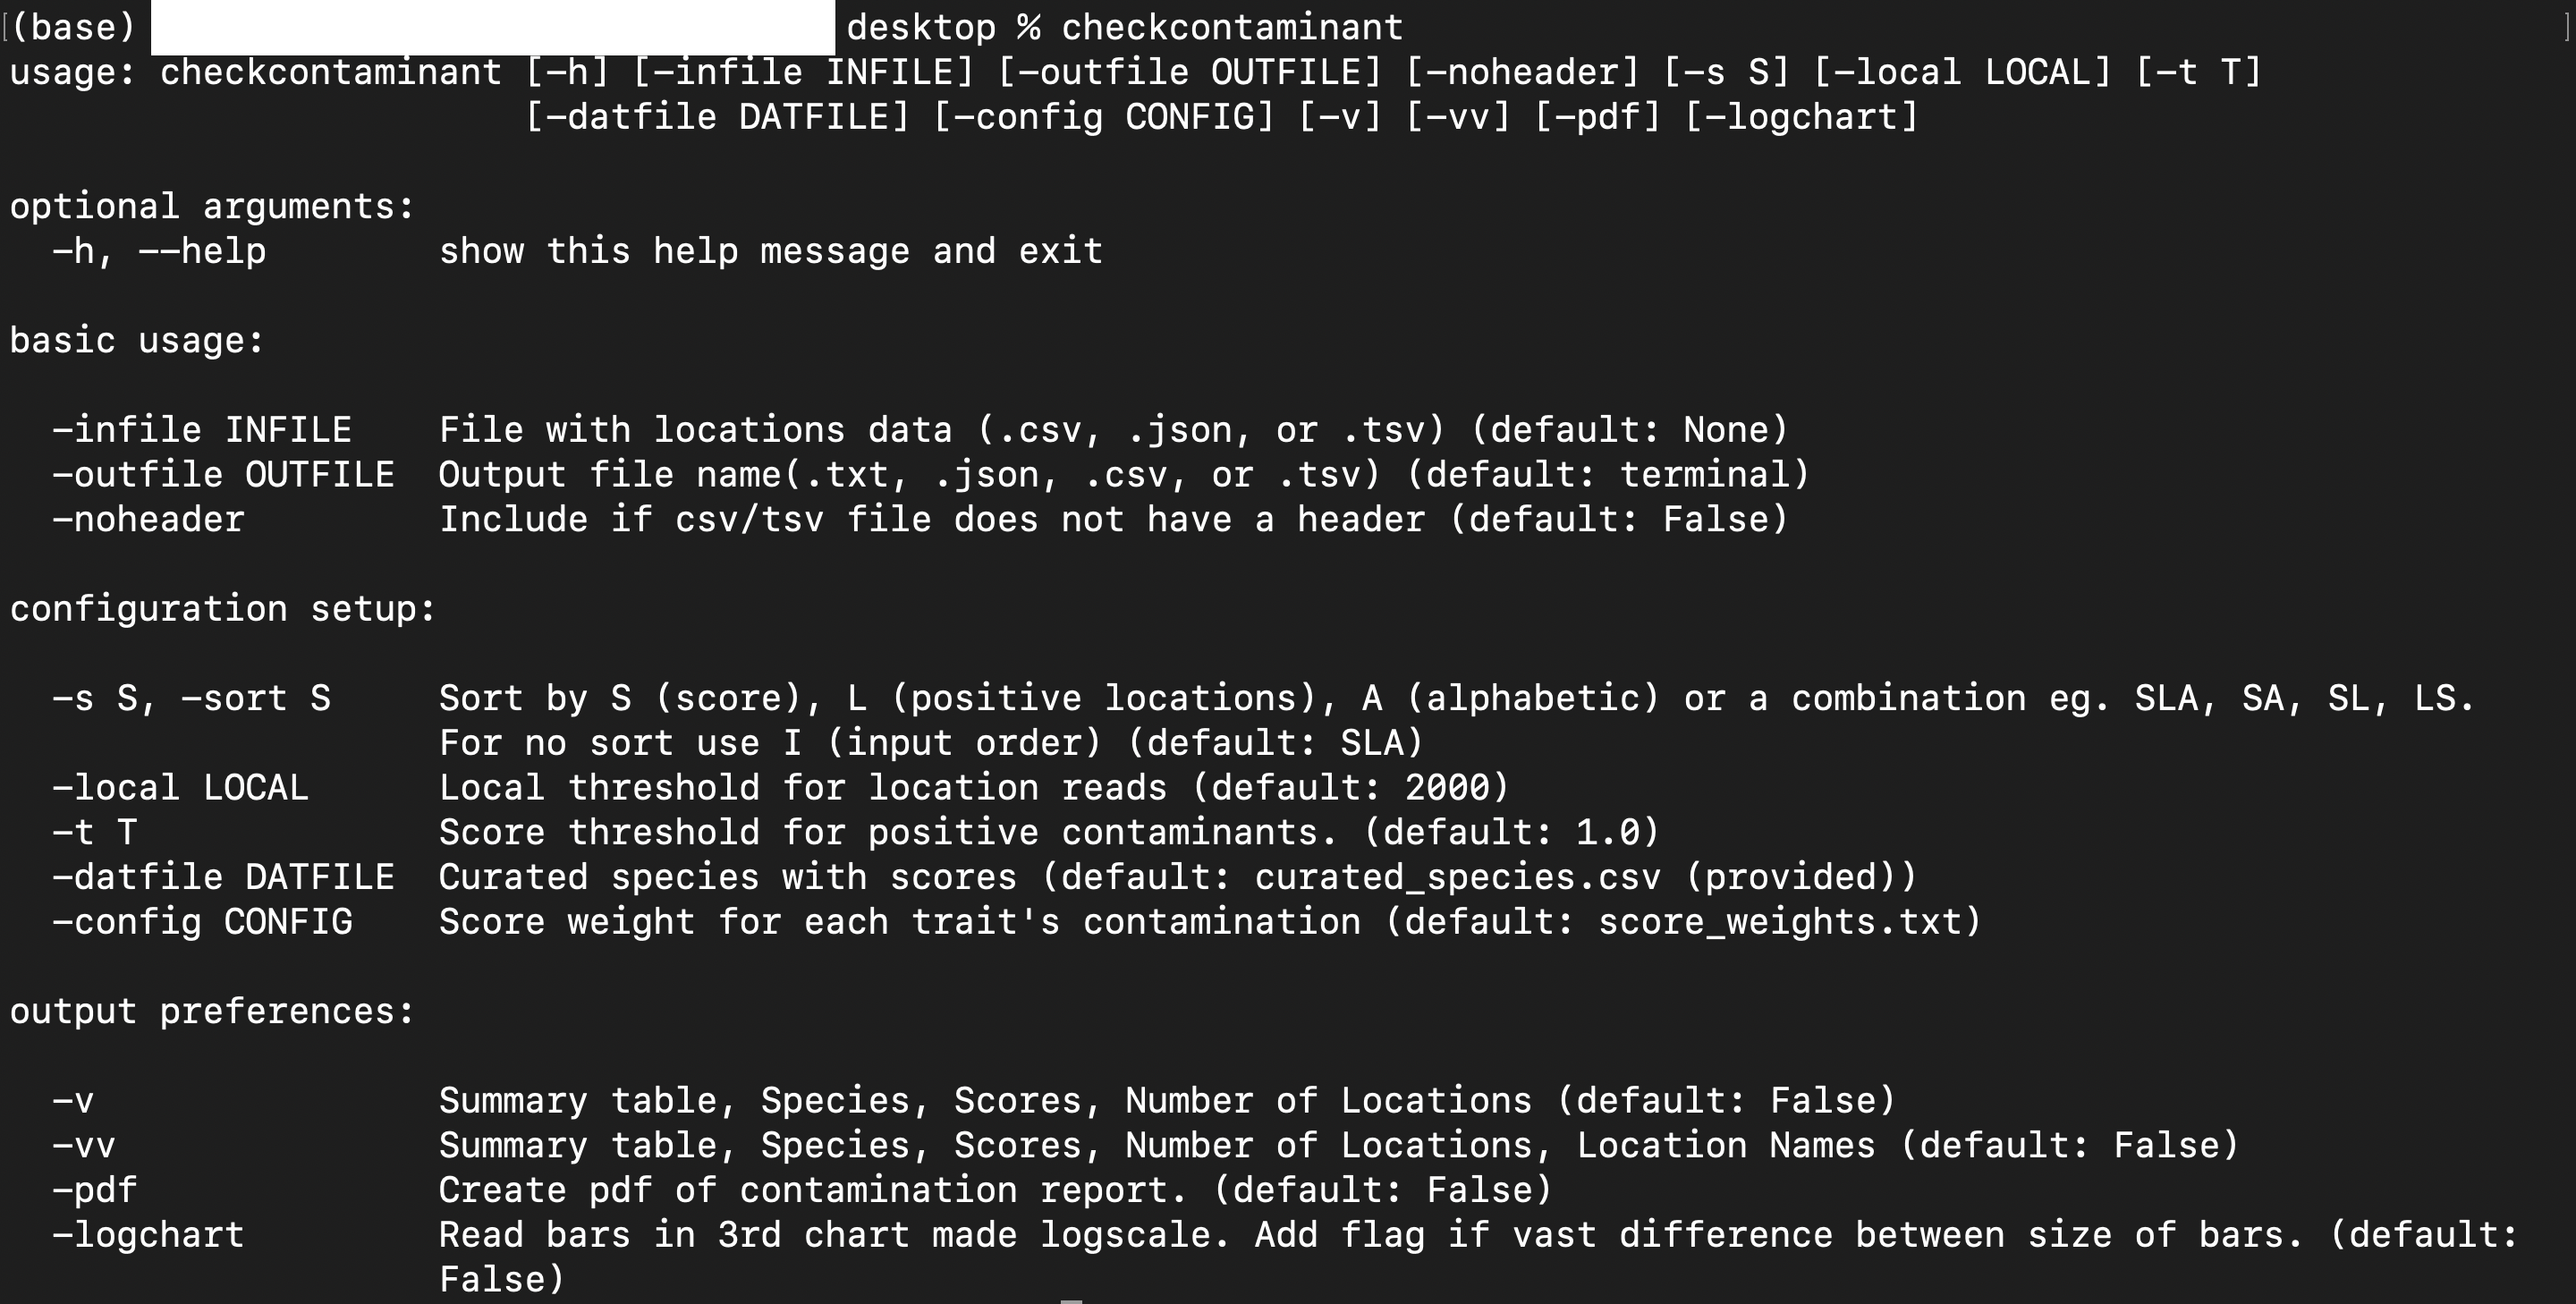 (base) desktop % checkcontaminant
usage: checkcontaminant [-h] [-infile INFILE] [-outfile OUTFILE] [-noheader] [-s S] [-local LOCAL] [-t T]
[-datfile DATFILE] [-config CONFIG] [-v] [-vv] [-pdf] [-logchart]
optional arguments:
-h, --help show this help message and exit
basic usage:
-infile INFILE File with locations data (.csv, .json, or .tsv) (default: None)
-outfile OUTFILE Output file name(.txt, .json, .csv, or .tsv) (default: terminal)
-noheader Include if csv/tsv file does not have a header (default: False)
configuration setup:
-s S, -sort S Sort by S (score), L (positive locations), A (alphabetic) or a combination eg. SLA, SA, SL, LS.
For no sort use I (input order) (default: SLA)
-local LOCAL Local threshold for location reads (default: 2000)
-t T Score threshold for positive contaminants. (default: 1.0)
-datfile DATFILE Curated species with scores (default: curated_species.csv (provided))
-config CONFIG Score weight for each trait's contamination (default: score_weights.txt)
output preferences:
-v Summary table, Species, Scores, Number of Locations (default: False)
-vv Summary table, Species, Scores, Number of Locations, Location Names (default: False)
-pdf Create pdf of contamination report. (default: False)
-logchart Read bars in 3rd chart made logscale. Add flag if vast difference between size of bars. (default:
False)